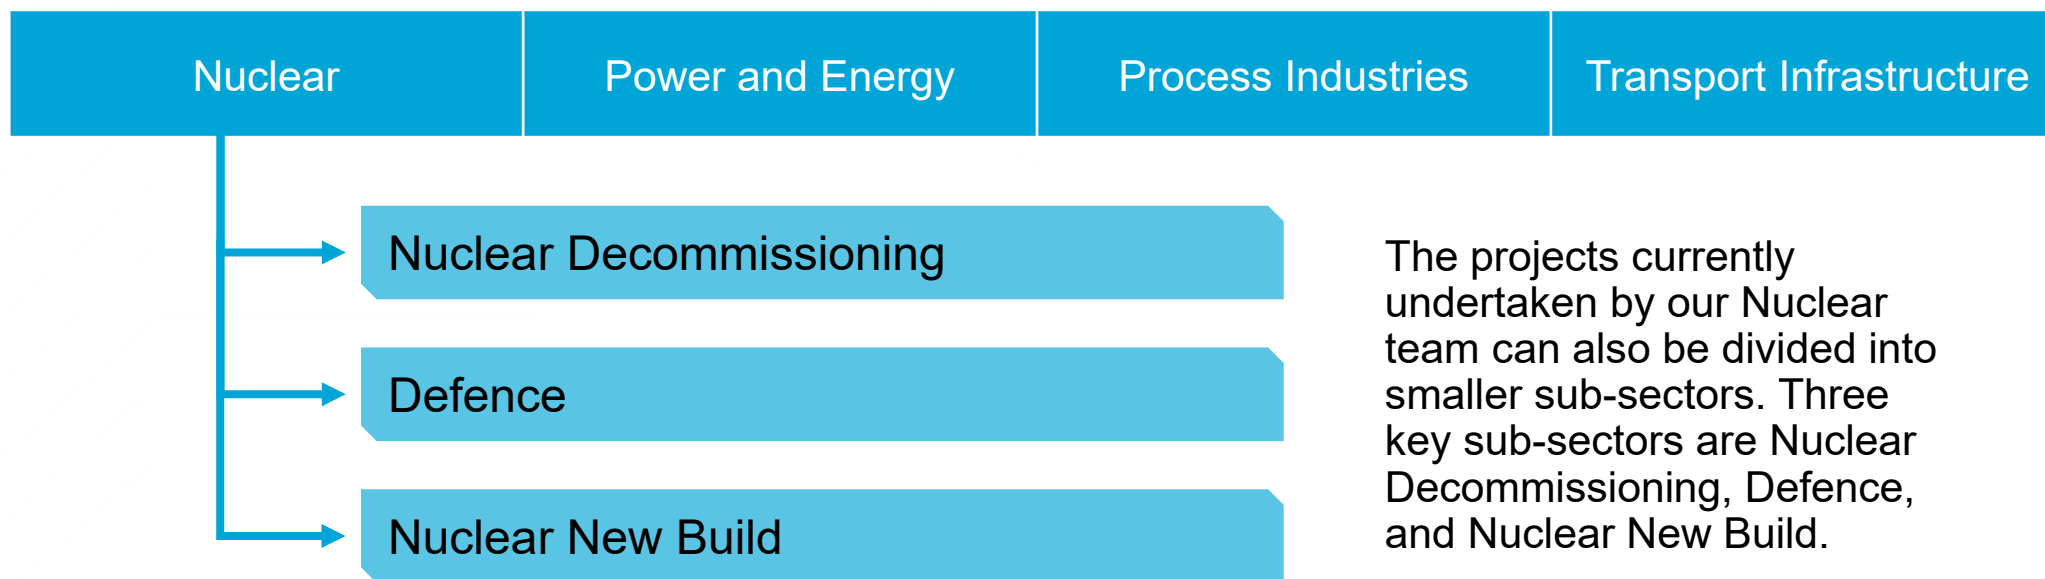 Nuclear
Power and Energy
Process Industries
Transport Infrastructure
Nuclear Decommissioning
Defence
Nuclear New Build
The projects currently
undertaken by our Nuclear
team can also be divided into
smaller sub-sectors. Three
key sub-sectors are Nuclear
Decommissioning, Defence,
and Nuclear New Build.